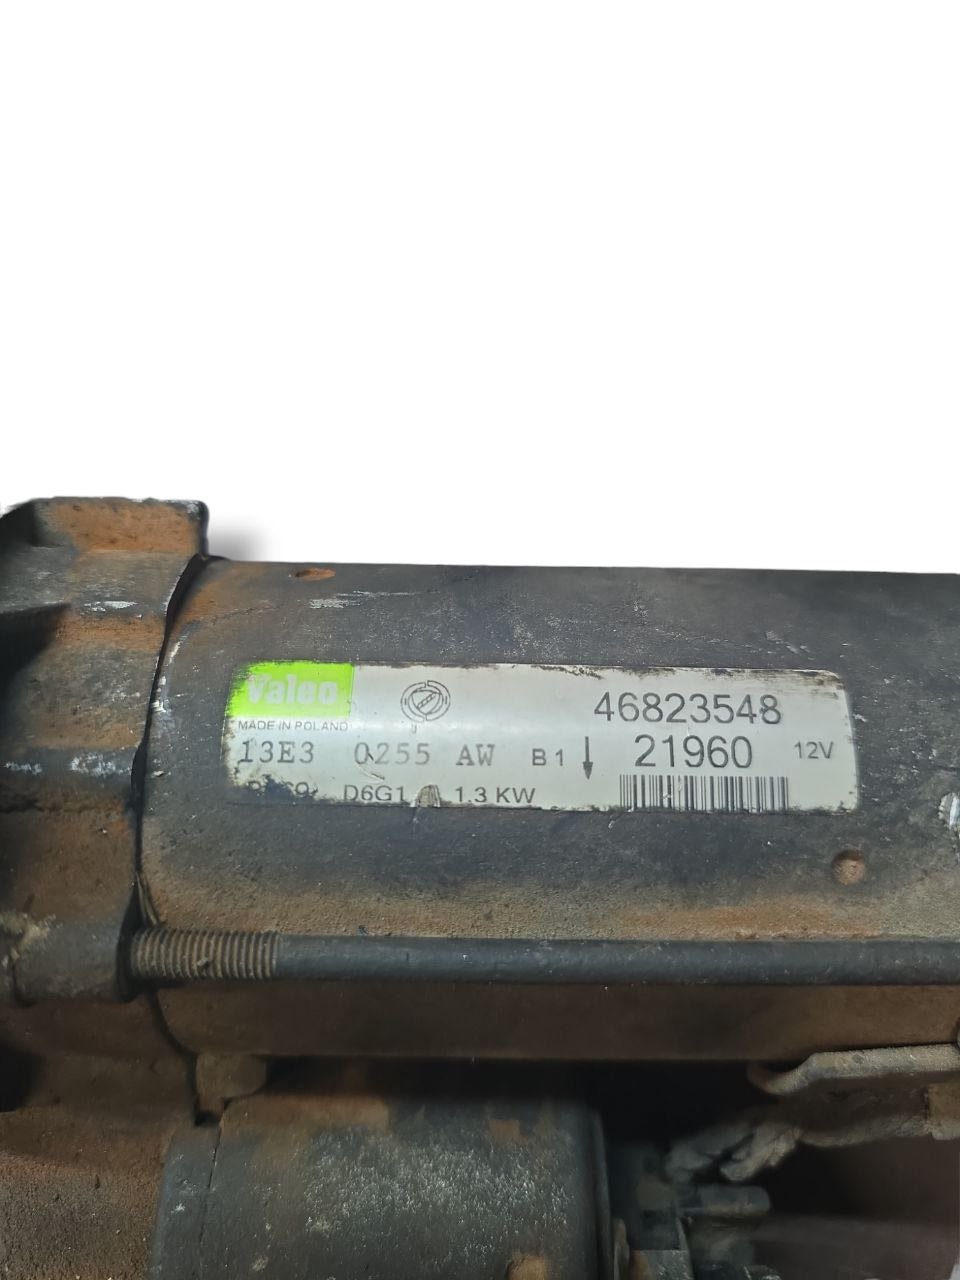 Valeo
46823548
MADE IN POLAND
13E3 0255 AW B1 21960 12V
D6G1 1.3 KW